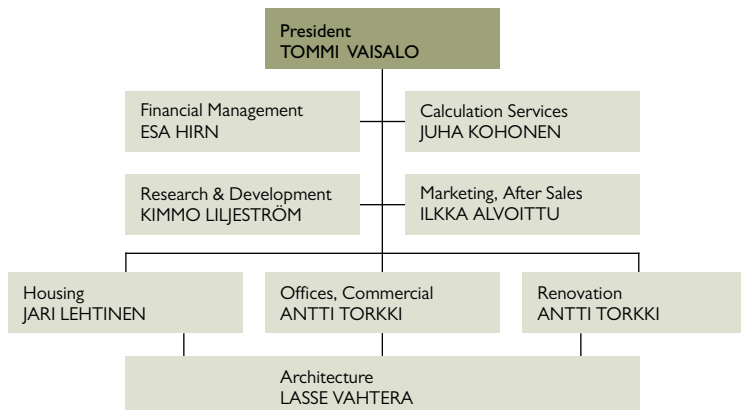 President
TOMMI VAISALO
Financial Management
ESA HIRN
Calculation Services
JUHA KOHONEN
Research & Development
KIMMO LILJESTRÖM
Marketing, After Sales
ILKKA ALVOITTU
Housing
JARI LEHTINEN
Offices, Commercial
ANTTI TORKKI
Renovation
ANTTI TORKKI
Architecture
LASSE VAHTERA